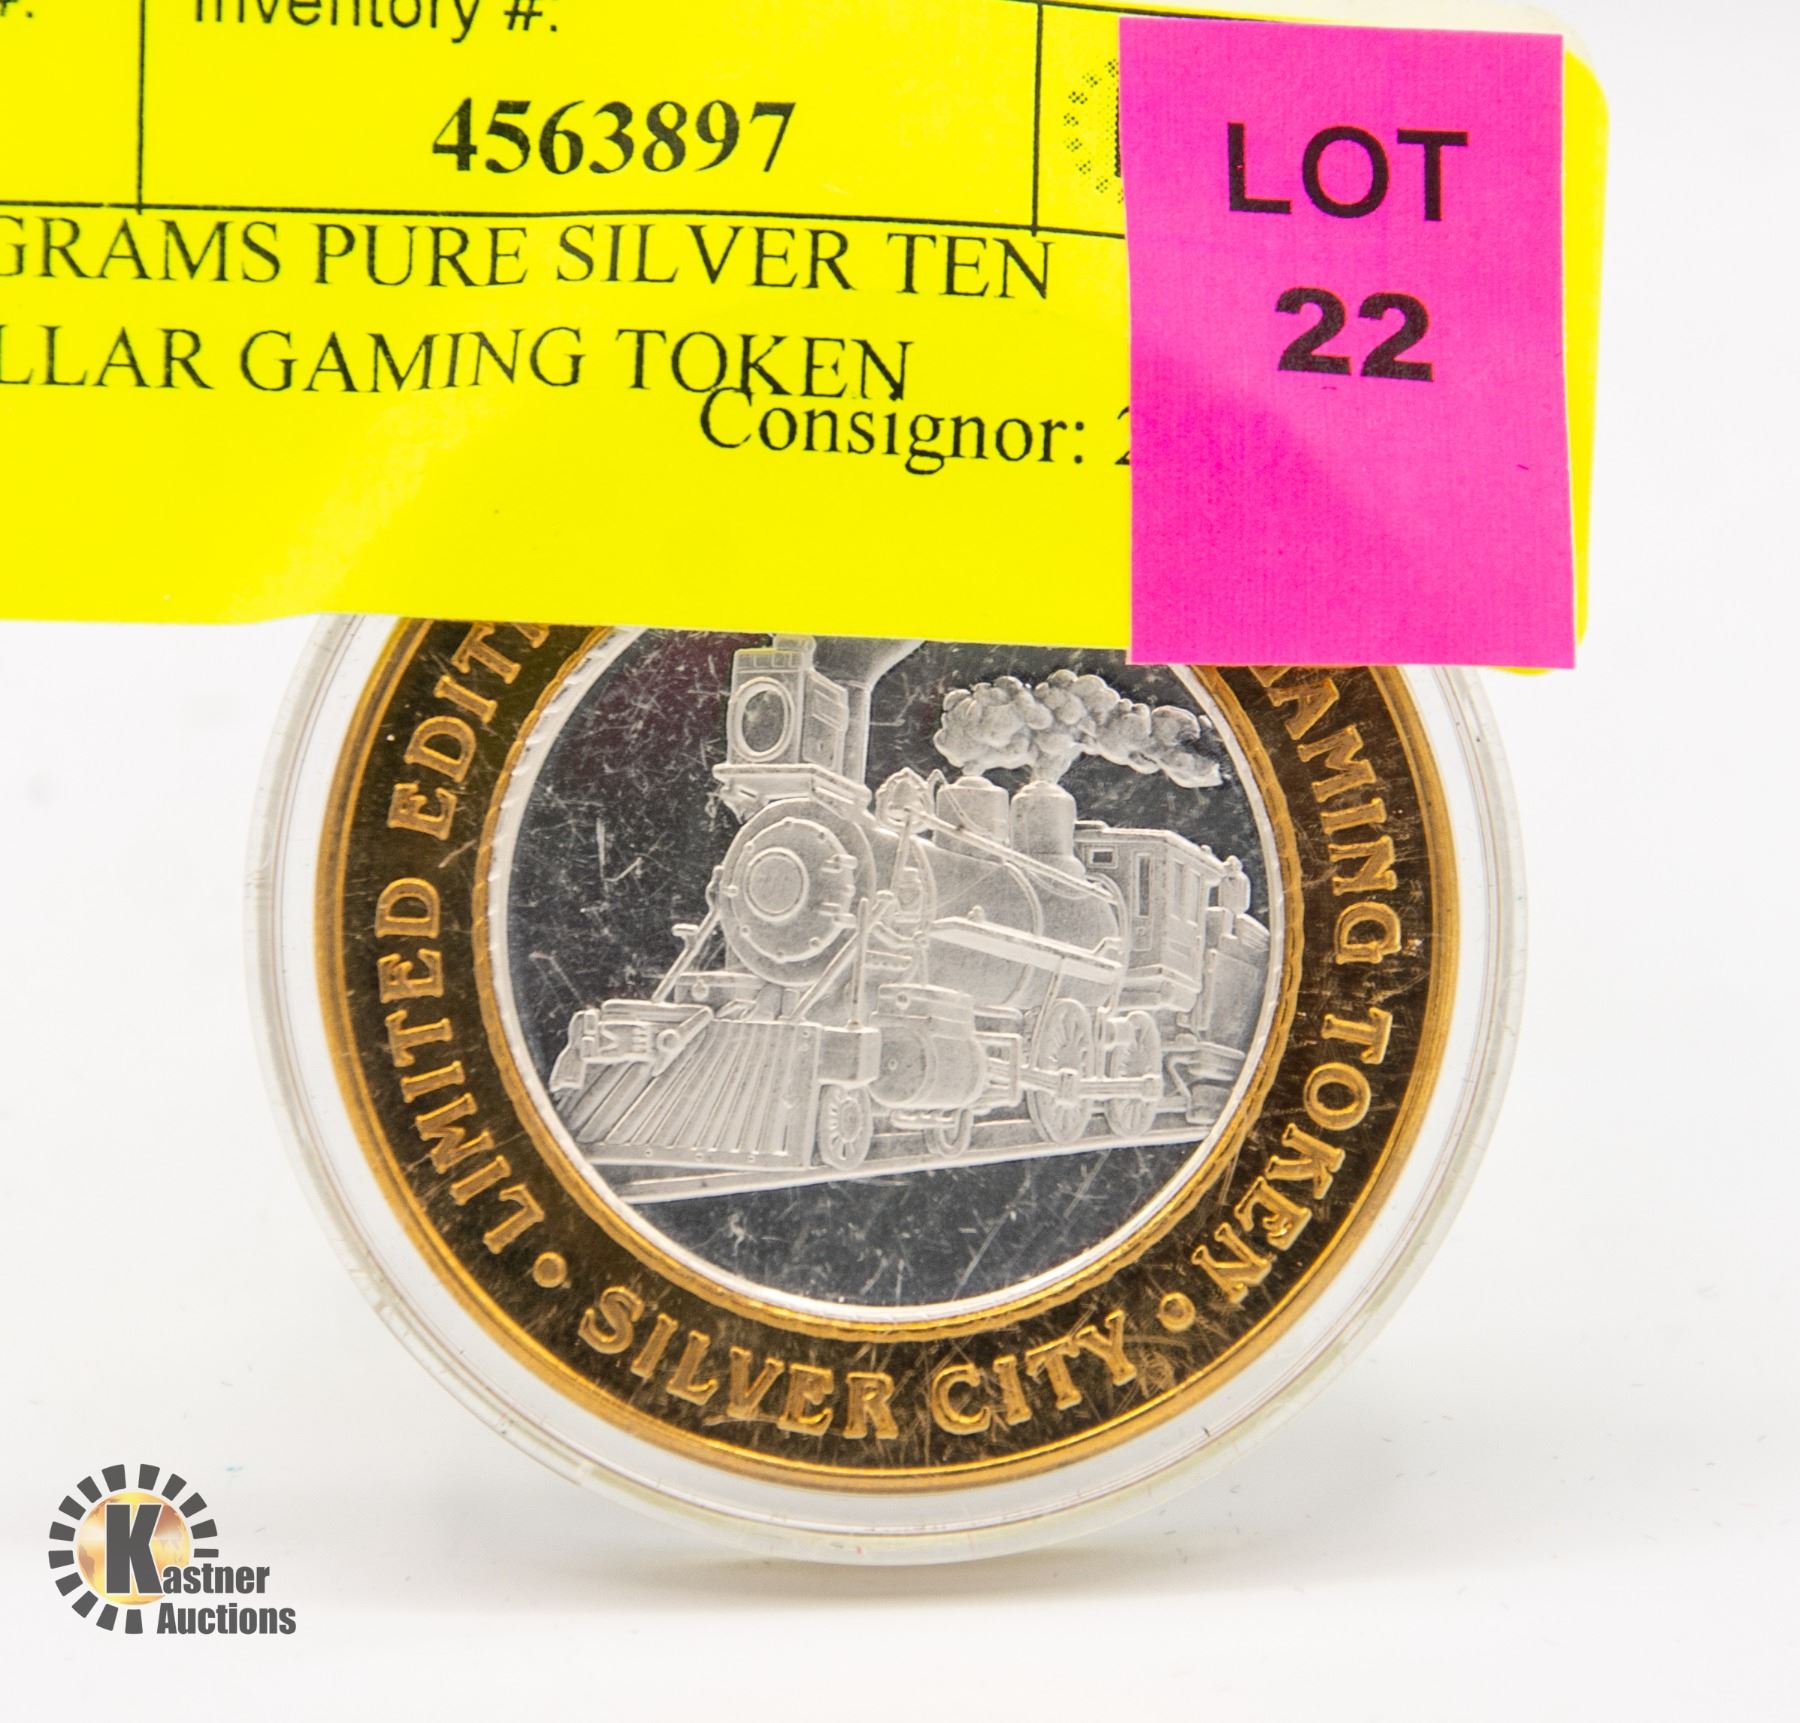 #:
Inventory #:
4563897
LOT
22
GRAMS PURE SILVER TEN
LLAR GAMING TOKEN
Consignor: 2
LIMITED EDIT
GAMING TOKEN
• SILVER CITY •
Kastner
Auctions